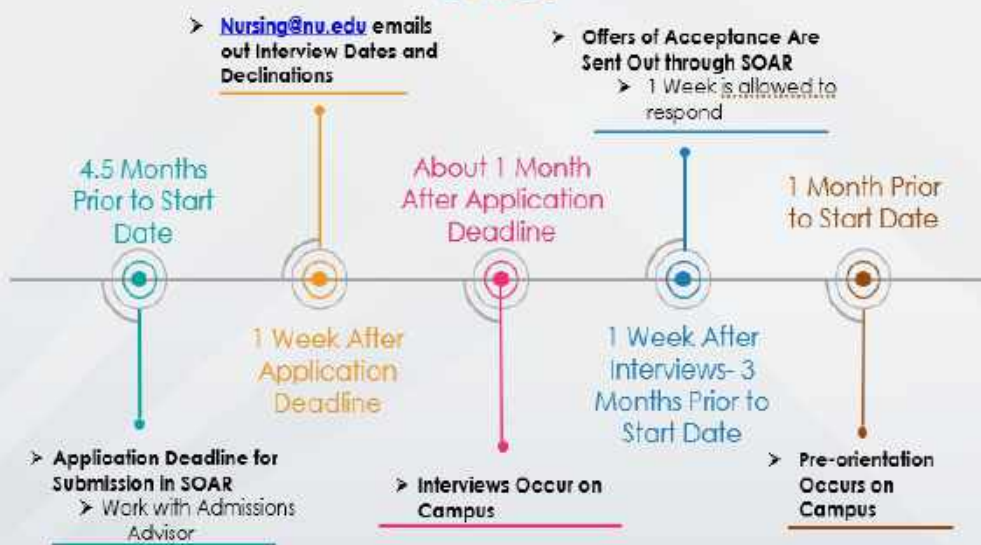 Nursing@nu.edu emails
out Interview Dates and
Declinations
Offers of Acceptance Are
Sent Out through SOAR
1 Week is allowed to
respond
4.5 Months
Prior to Start
Date
About 1 Month
After Application
Deadline
1 Month Prior
to Start Date
1 Week After
Application
Deadline
1 Week After
Interviews- 3
Months Prior to
Start Date
Application Deadline for
Submission in SOAR
Work with Admissions
Advisor
Interviews Occur on
Campus
Pre-orientation
Occurs on
Campus